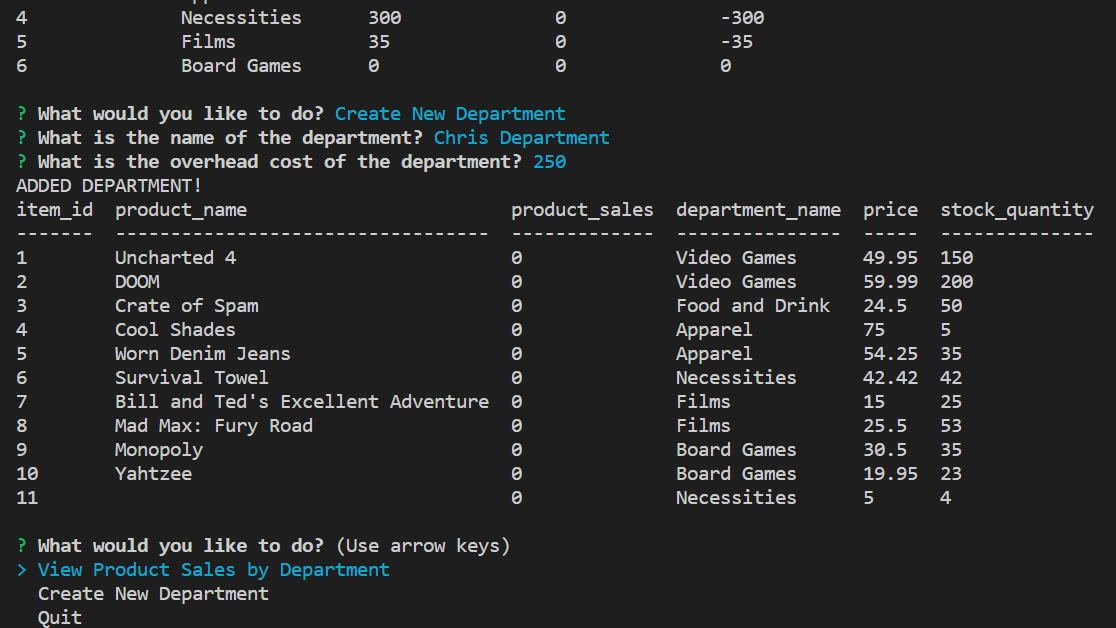 4              Necessities      300              0              -300
5              Films            35               0              -35
6              Board Games      0                0              0
? What would you like to do? Create New Department
? What is the name of the department? Chris Department
? What is the overhead cost of the department? 250
ADDED DEPARTMENT!
item_id  product_name                        product_sales  department_name  price  stock_quantity
-------  ----------------------------------  -------------  ---------------  -----  --------------
1        Uncharted 4                         0              Video Games      49.95  150
2        DOOM                                0              Video Games      59.99  200
3        Crate of Spam                       0              Food and Drink   24.5   50
4        Cool Shades                         0              Apparel          75     5
5        Worn Denim Jeans                    0              Apparel          54.25  35
6        Survival Towel                      0              Necessities      42.42  42
7        Bill and Ted's Excellent Adventure  0              Films            15     25
8        Mad Max: Fury Road                  0              Films            25.5   53
9        Monopoly                            0              Board Games      30.5   35
10       Yahtzee                             0              Board Games      19.95  23
11                                           0              Necessities      5      4
? What would you like to do? (Use arrow keys)
> View Product Sales by Department
  Create New Department
  Quit